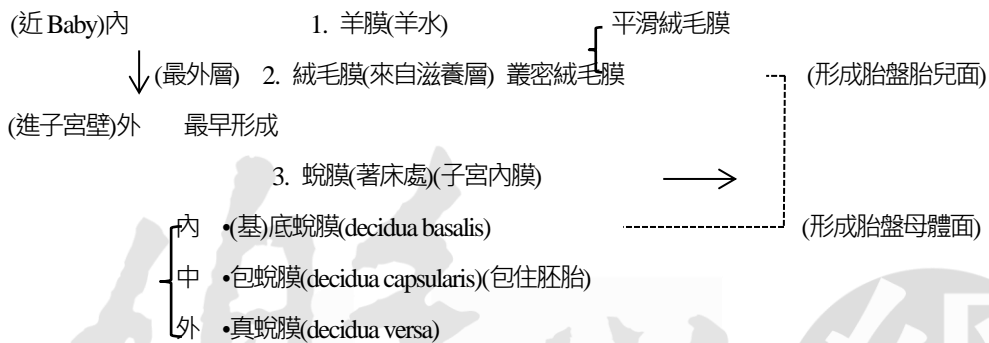 (近 Baby)內 1. 羊膜(羊水) 平滑絨毛膜
(最外層) 2. 絨毛膜(來自滋養層) 叢密絨毛膜 (形成胎盤胎兒面)
(進子宮壁)外 最早形成
3. 蛻膜(著床處)(子宮內膜)
內 •(基)底蛻膜(decidua basalis) (形成胎盤母體面)
中 •包蛻膜(decidua capsularis)(包住胚胎)
外 •真蛻膜(decidua versa)